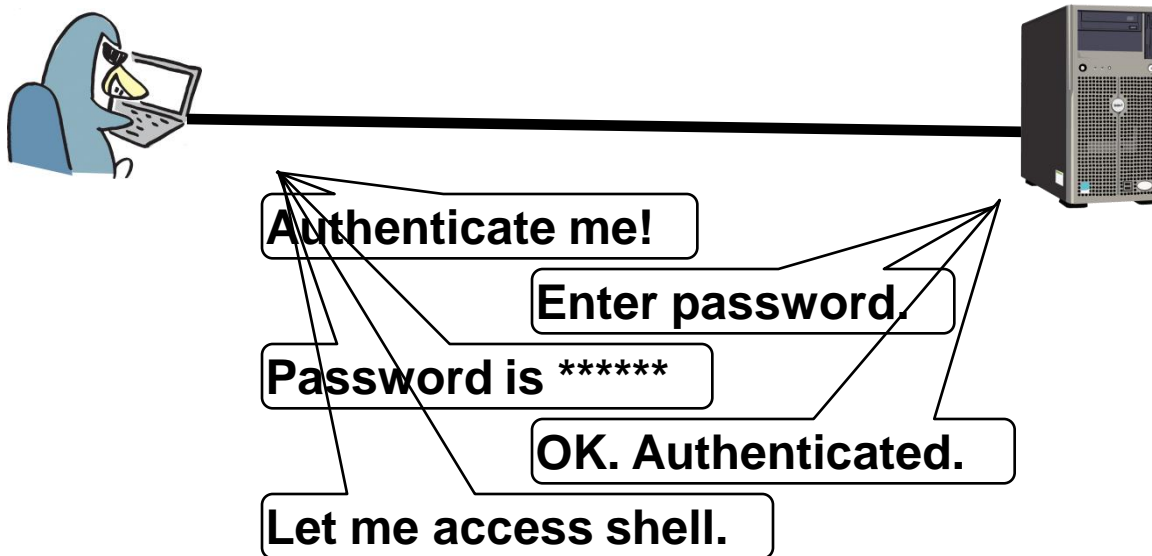 Authenticate me!
Enter password.
Password is ******
OK. Authenticated.
Let me access shell.